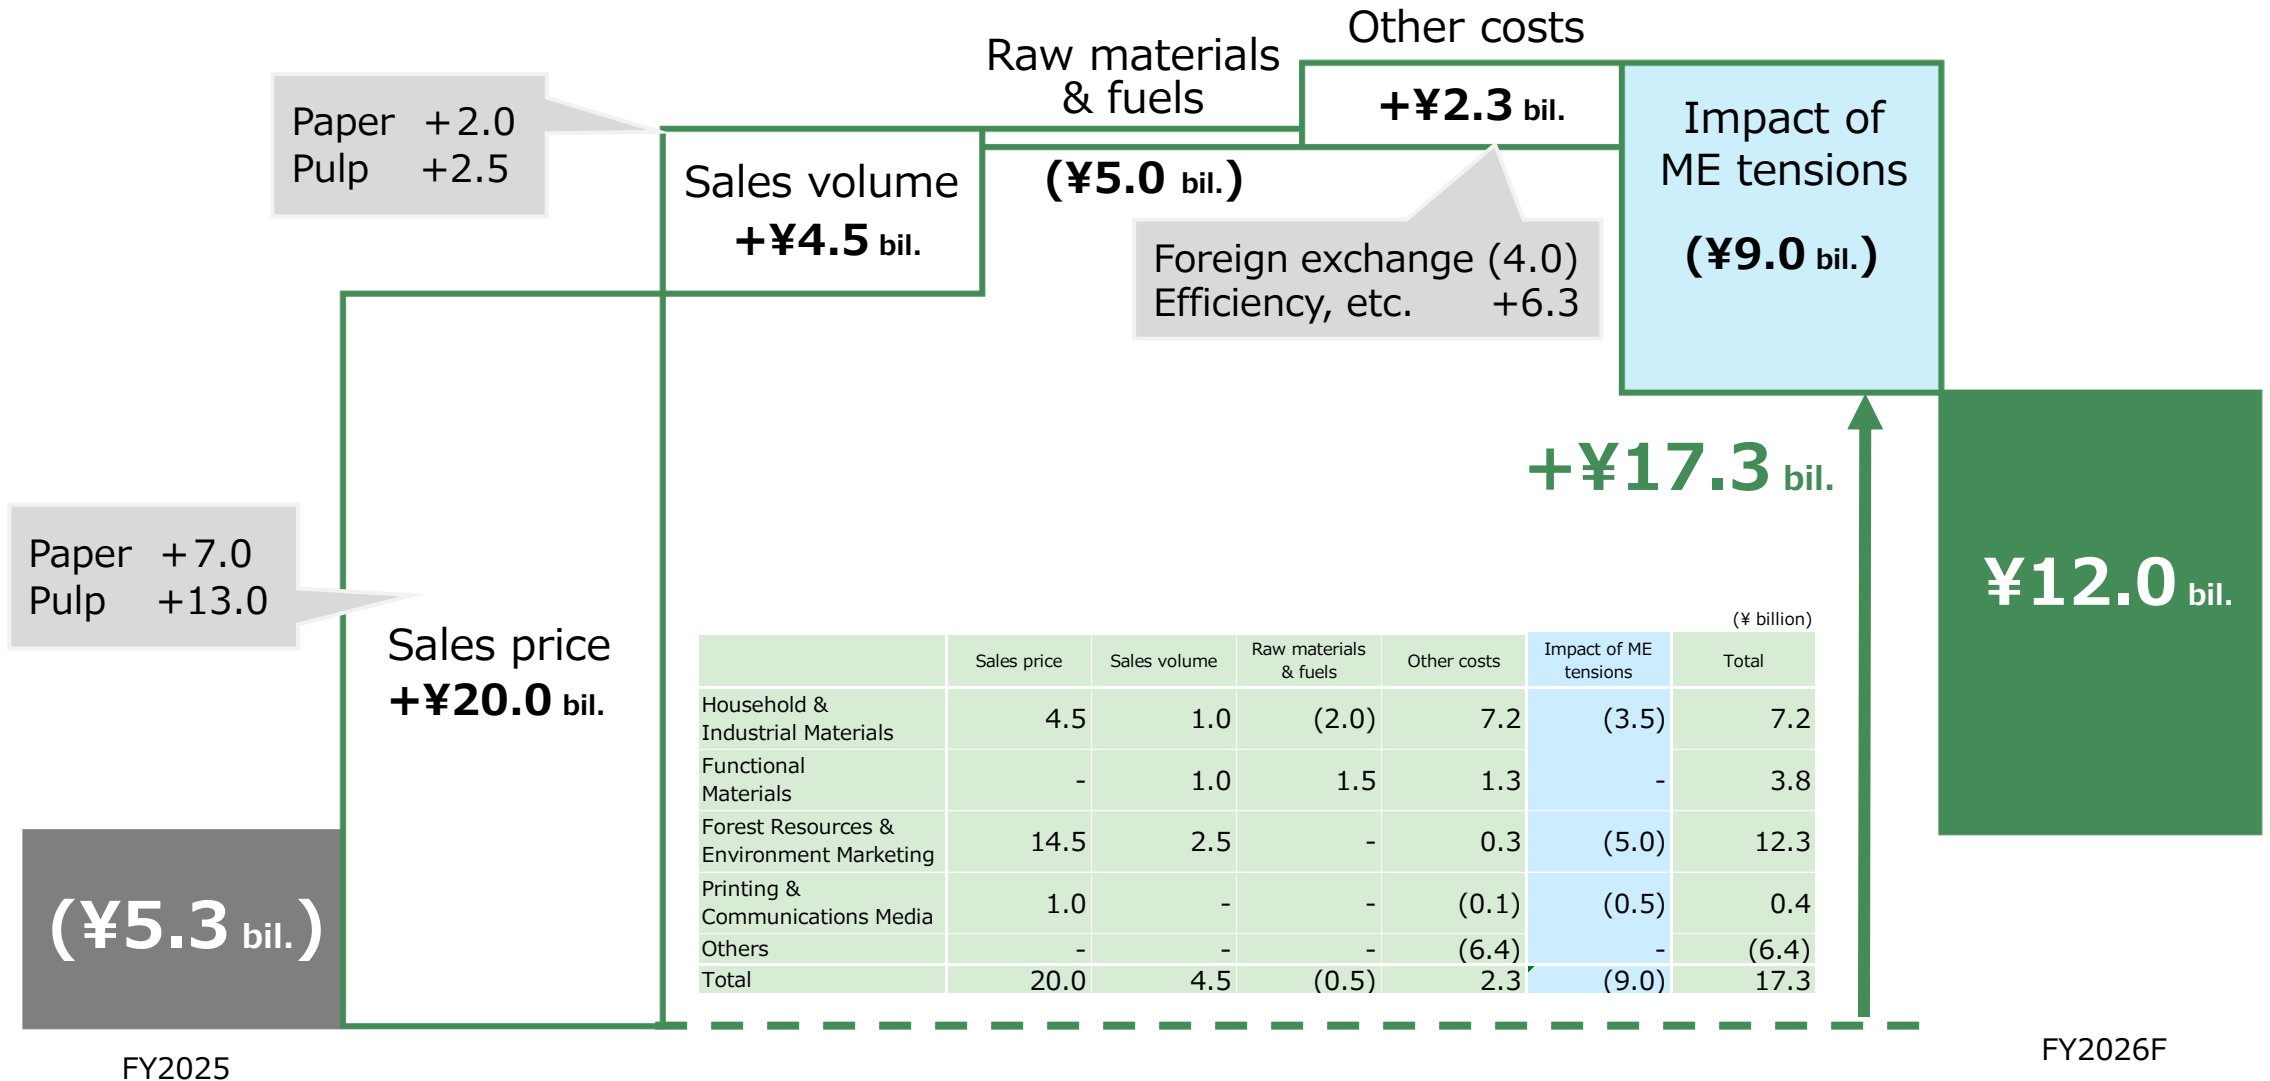 Other costs
+¥2.3 bil.
Raw materials
& fuels
(¥5.0 bil.)
Impact of
ME tensions
(¥9.0 bil.)
Paper +2.0
Pulp +2.5
Sales volume
+¥4.5 bil.
Foreign exchange (4.0)
Efficiency, etc. +6.3
+¥17.3 bil.
Paper +7.0
Pulp +13.0
Sales price
+¥20.0 bil.
¥12.0 bil.
(¥5.3 bil.)
(¥ billion)
Sales price Sales volume Raw materials & fuels Other costs Impact of ME tensions Total
Household &
Industrial Materials 4.5 1.0 (2.0) 7.2 (3.5) 7.2
Functional
Materials - 1.0 1.5 1.3 - 3.8
Forest Resources &
Environment Marketing 14.5 2.5 - 0.3 (5.0) 12.3
Printing &
Communications Media 1.0 - - (0.1) (0.5) 0.4
Others - - - (6.4) - (6.4)
Total 20.0 4.5 (0.5) 2.3 (9.0) 17.3
FY2025
FY2026F